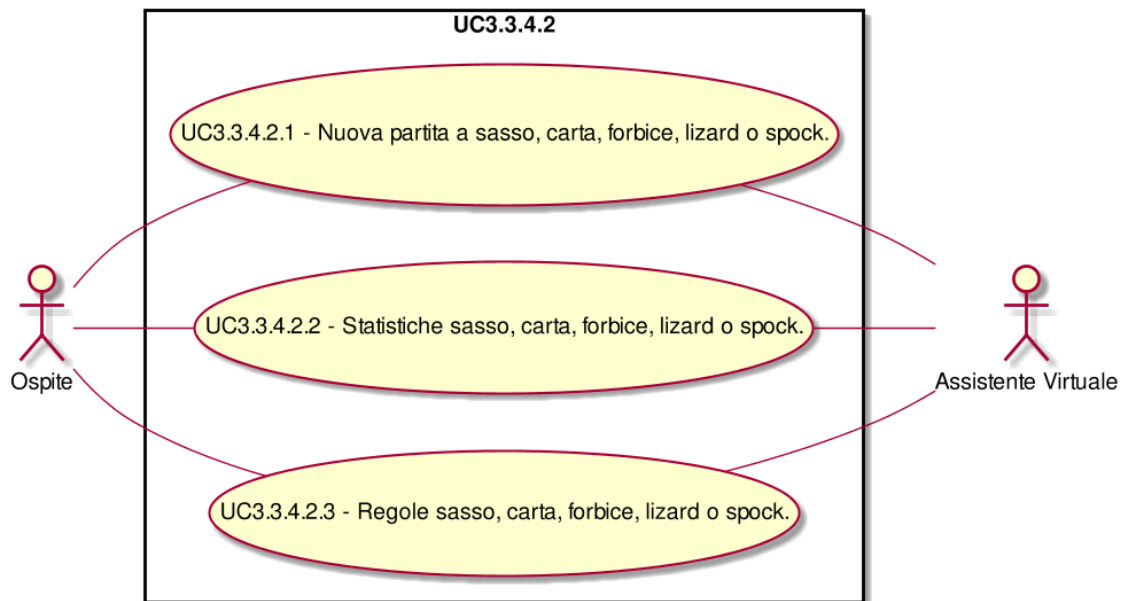 UC3.3.4.2
UC3.3.4.2.1 - Nuova partita a sasso, carta, forbice, lizard o spock.
UC3.3.4.2.2 - Statistiche sasso, carta, forbice, lizard o spock.
Ospite
Assistente Virtuale
UC3.3.4.2.3 - Regole sasso, carta, forbice, lizard o spock.